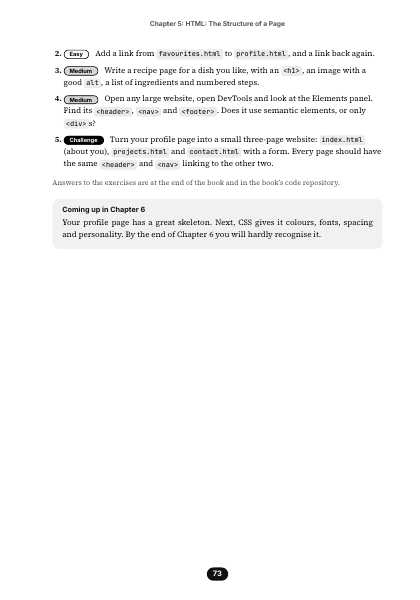 Chapter 5: HTML: The Structure of a Page
2. Easy Add a link from favourites.html to profile.html, and a link back again.
3. Medium Write a recipe page for a dish you like, with an <h1>, an image with a
good alt, a list of ingredients and numbered steps.
4. Medium Open any large website, open DevTools and look at the Elements panel.
Find its <header>, <nav> and <footer>. Does it use semantic elements, or only
<div>s?
5. Challenge Turn your profile page into a small three-page website: index.html
(about you), projects.html and contact.html with a form. Every page should have
the same <header> and <nav> linking to the other two.
Answers to the exercises are at the end of the book and in the book's code repository.
Coming up in Chapter 6
Your profile page has a great skeleton. Next, CSS gives it colours, fonts, spacing
and personality. By the end of Chapter 6 you will hardly recognise it.
73